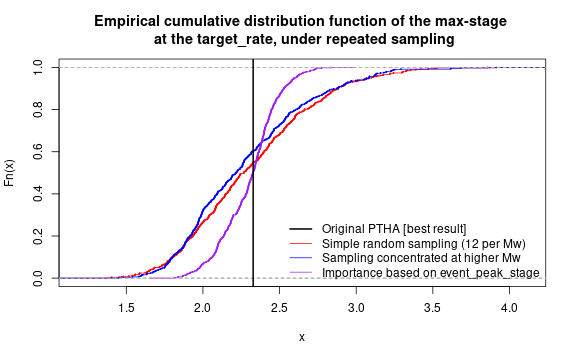 Empirical cumulative distribution function of the max-stage
at the target_rate, under repeated sampling
Fn(x)
1.0
0.8
0.6
0.4
0.2
0.0
Original PTHA [best result]
Simple random sampling (12 per Mw)
Sampling concentrated at higher Mw
Importance based on event_peak_stage
1.5 2.0 2.5 3.0 3.5 4.0
x